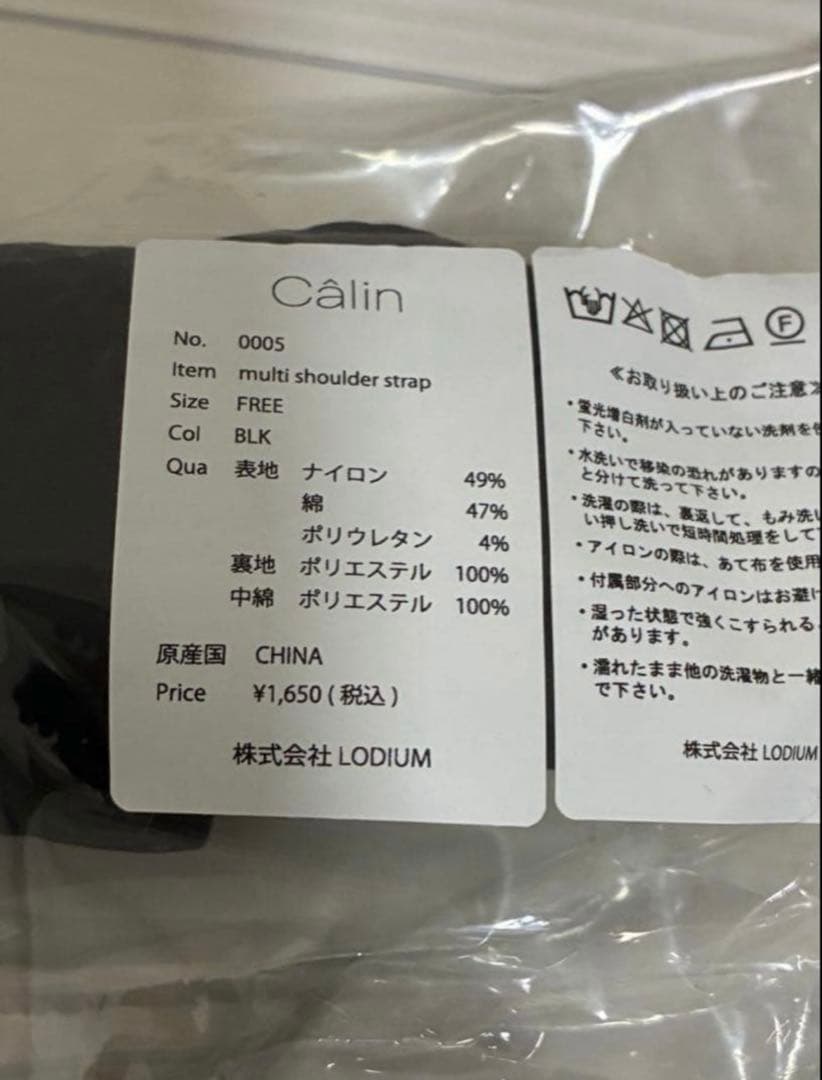 Câlin
No. 0005
Item multi shoulder strap
Size FREE
Col BLK
Qua 表地 ナイロン 49%
綿 47%
ポリウレタン 4%
裏地 ポリエステル 100%
中綿 ポリエステル 100%
原産国 CHINA
Price ¥1,650 ( 税込 )
株式会社 LODIUM
F
≪お取り扱い上のご注意≫
・蛍光増白剤が入っていない洗剤を
下さい。
・水洗いで移染の恐れがありますの
と分けて洗って下さい。
・洗濯の際は、裏返して、もみ洗い
い押し洗いで短時間処理をして
・アイロンの際は、あて布を使用
・付属部分へのアイロンはお避け
・湿った状態で強くこすられる
があります。
・濡れたまま他の洗濯物と一緒
で下さい。
株式会社 LODIUM